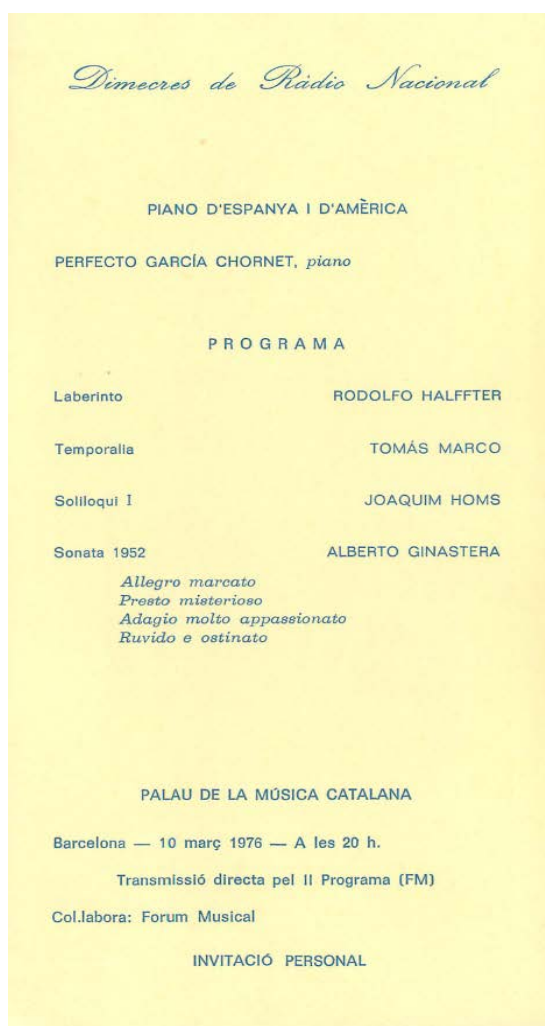 Dimecres de Ràdio Nacional
PIANO D'ESPANYA I D'AMÈRICA
PERFECTO GARCÍA CHORNET, piano
PROGRAMA
Laberinto RODOLFO HALFFTER
Temporalia TOMÁS MARCO
Soliloqui I JOAQUIM HOMS
Sonata 1952 ALBERTO GINASTERA
Allegro marcato
Presto misterioso
Adagio molto appassionato
Ruvido e ostinato
PALAU DE LA MÚSICA CATALANA
Barcelona — 10 març 1976 — A les 20 h.
Transmissió directa pel II Programa (FM)
Col.labora: Forum Musical
INVITACIÓ PERSONAL